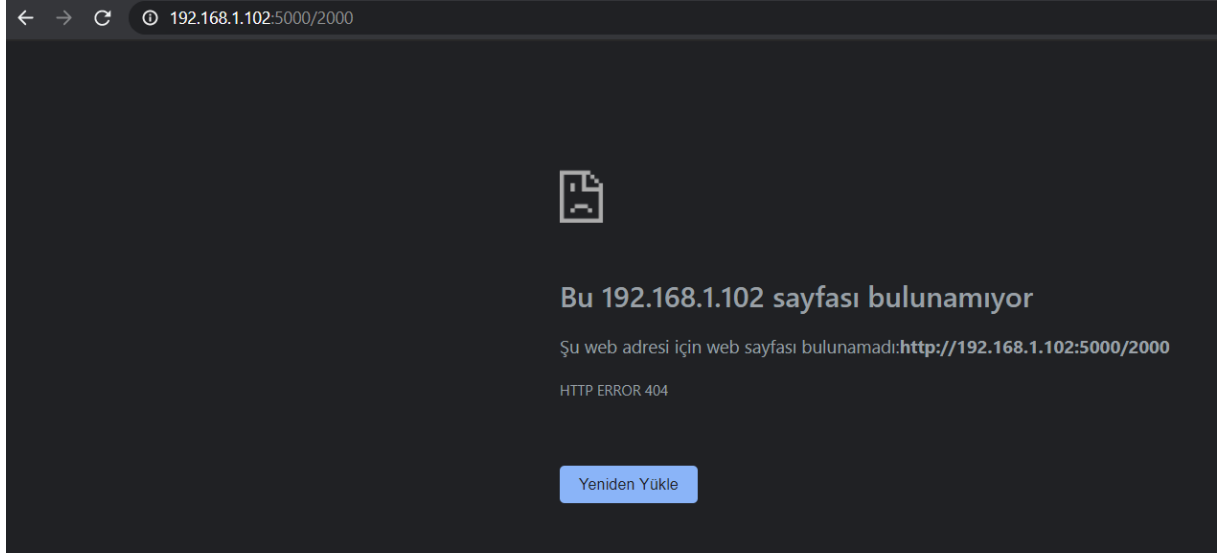 192.168.1.102:5000/2000
Bu 192.168.1.102 sayfası bulunamıyor
Şu web adresi için web sayfası bulunamadı:http://192.168.1.102:5000/2000
HTTP ERROR 404
Yeniden Yükle